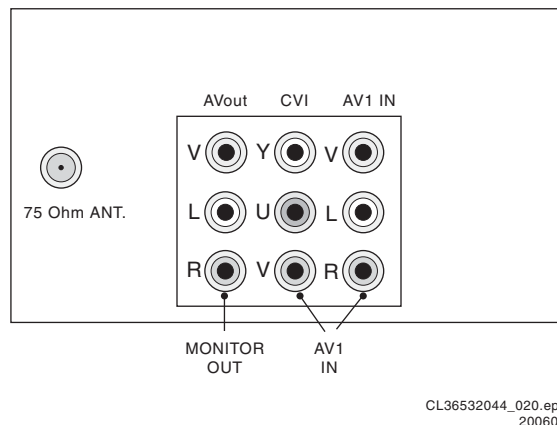 AVout CVI AV1 IN
V Y V
75 Ohm ANT.
L U L
R V R
MONITOR
OUT
AV1
IN
CL36532044_020.ep
20060